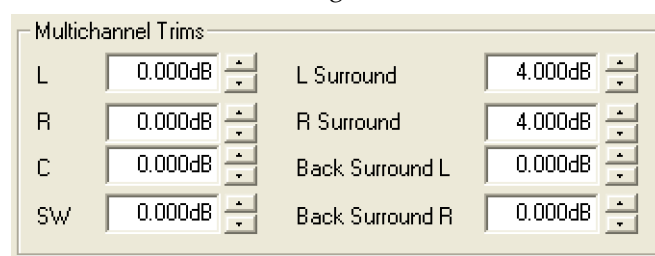 Multichannel Trims
L 0.000dB L Surround 4.000dB
R 0.000dB R Surround 4.000dB
C 0.000dB Back Surround L 0.000dB
SW 0.000dB Back Surround R 0.000dB